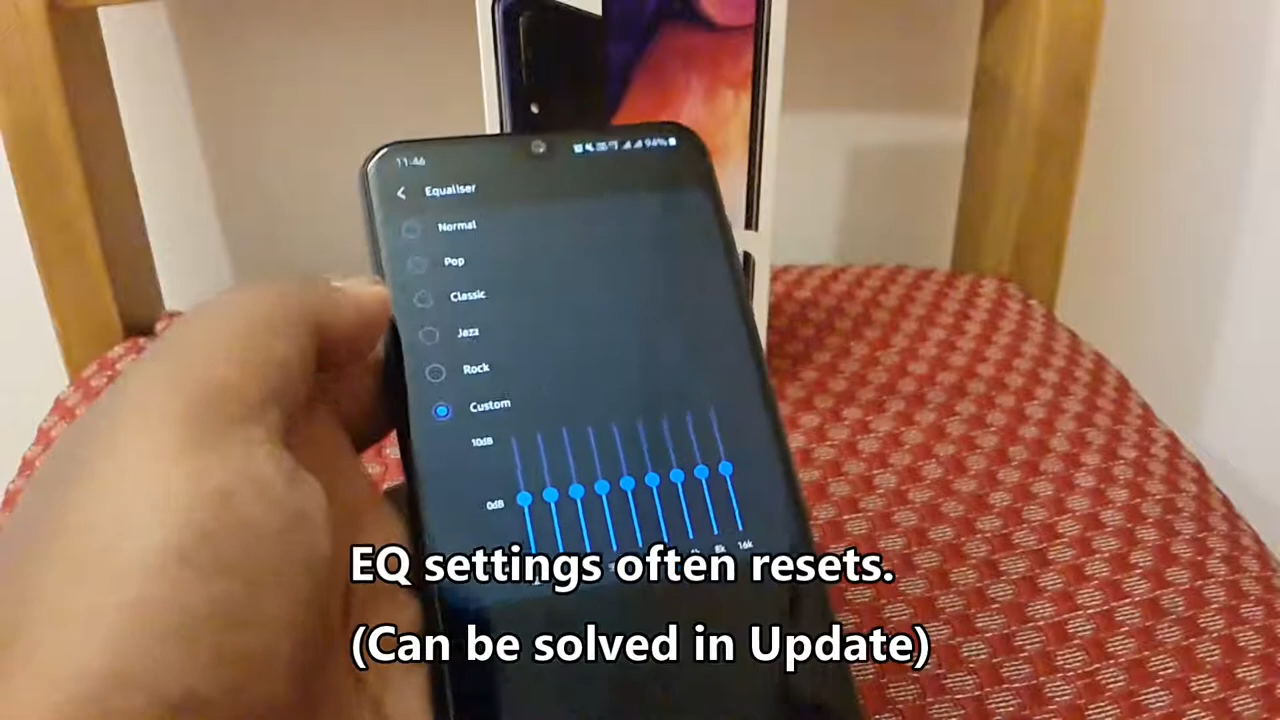 11:46
94%
Equaliser
Normal
Pop
Classic
Jazz
Rock
Custom
10dB
0dB
8k 16k
EQ settings often resets.
(Can be solved in Update)